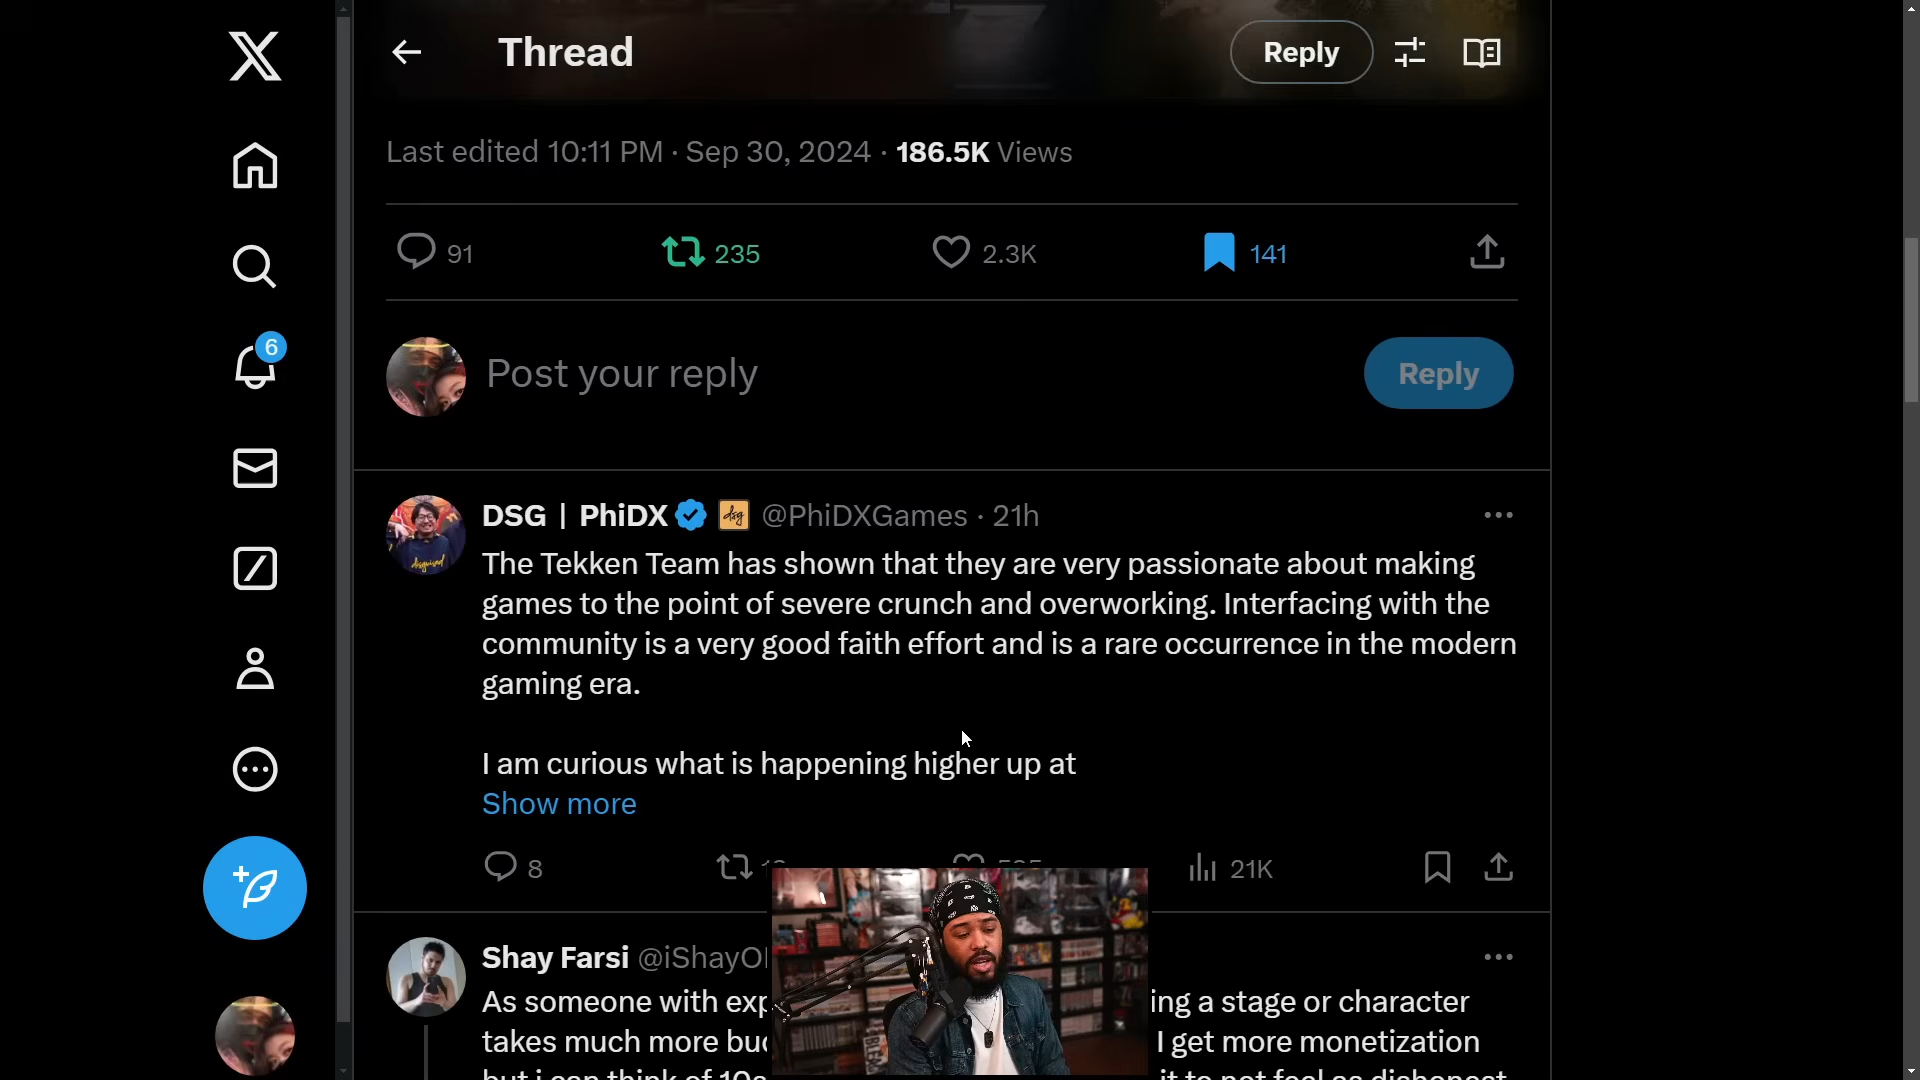 Thread
Reply
Last edited 10:11 PM · Sep 30, 2024 · 186.5K Views
91
235
2.3K
141
6
Post your reply
Reply
DSG | PhiDX dsg @PhiDXGames · 21h
The Tekken Team has shown that they are very passionate about making
games to the point of severe crunch and overworking. Interfacing with the
community is a very good faith effort and is a rare occurrence in the modern
gaming era.
I am curious what is happening higher up at
Show more
8
21K
Shay Farsi
As someone with ing a stage or character
takes much more I get more monetization